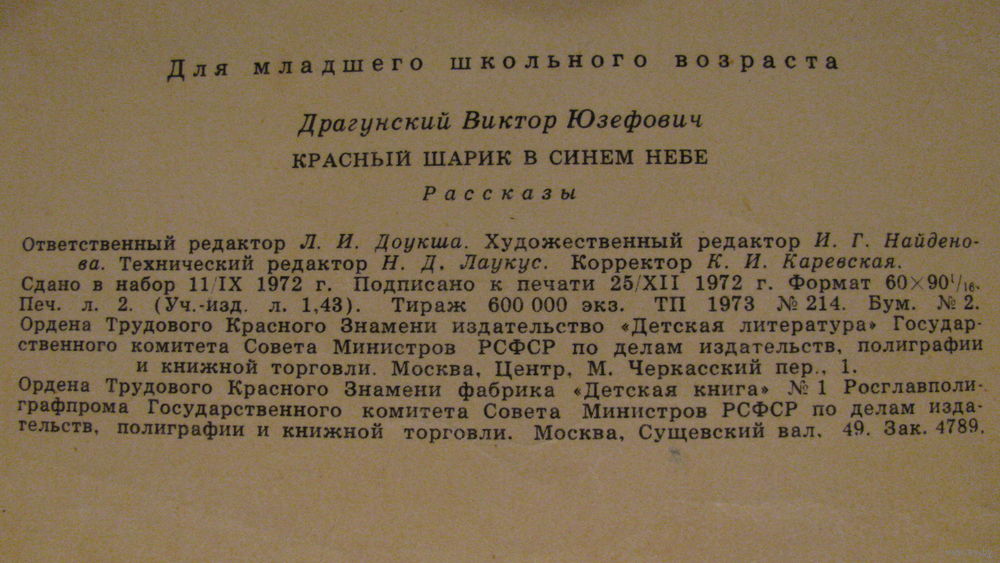 Для младшего школьного возраста
Драгунский Виктор Юзефович
КРАСНЫЙ ШАРИК В СИНЕМ НЕБЕ
Рассказы
Ответственный редактор Л. И. Доукша. Художественный редактор И. Г. Найдено-
ва. Технический редактор Н. Д. Лаукус. Корректор К. И. Каревская.
Сдано в набор 11/IX 1972 г. Подписано к печати 25/XII 1972 г. Формат 60×90¹/₁₆.
Печ. л. 2. (Уч.-изд. л. 1,43). Тираж 600 000 экз. ТП 1973 № 214. Бум. № 2.
Ордена Трудового Красного Знамени издательство «Детская литература» Государ-
ственного комитета Совета Министров РСФСР по делам издательств, полиграфии
и книжной торговли. Москва, Центр, М. Черкасский пер., 1.
Ордена Трудового Красного Знамени фабрика «Детская книга» № 1 Росглавполи-
графпрома Государственного комитета Совета Министров РСФСР по делам изда-
тельств, полиграфии и книжной торговли. Москва, Сущевский вал, 49. Зак. 4789.